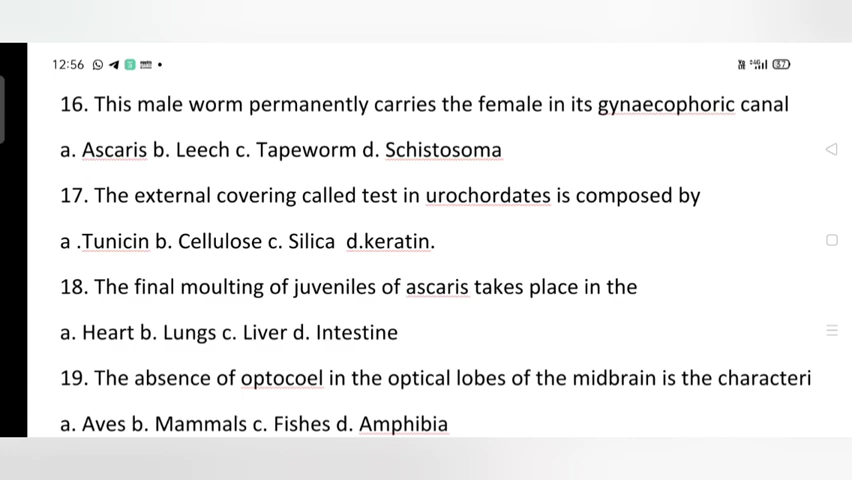 12:56
57
16. This male worm permanently carries the female in its gynaecophoric canal
a. Ascaris b. Leech c. Tapeworm d. Schistosoma
17. The external covering called test in urochordates is composed by
a .Tunicin b. Cellulose c. Silica d.keratin.
18. The final moulting of juveniles of ascaris takes place in the
a. Heart b. Lungs c. Liver d. Intestine
19. The absence of optocoel in the optical lobes of the midbrain is the characteri
a. Aves b. Mammals c. Fishes d. Amphibia